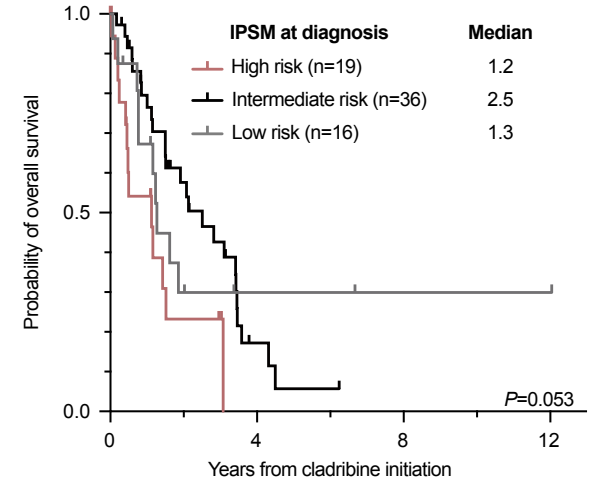 IPSM at diagnosis Median
High risk (n=19) 1.2
Intermediate risk (n=36) 2.5
Low risk (n=16) 1.3
Probability of overall survival
1.0
0.5
0.0
P=0.053
0 4 8 12
Years from cladribine initiation